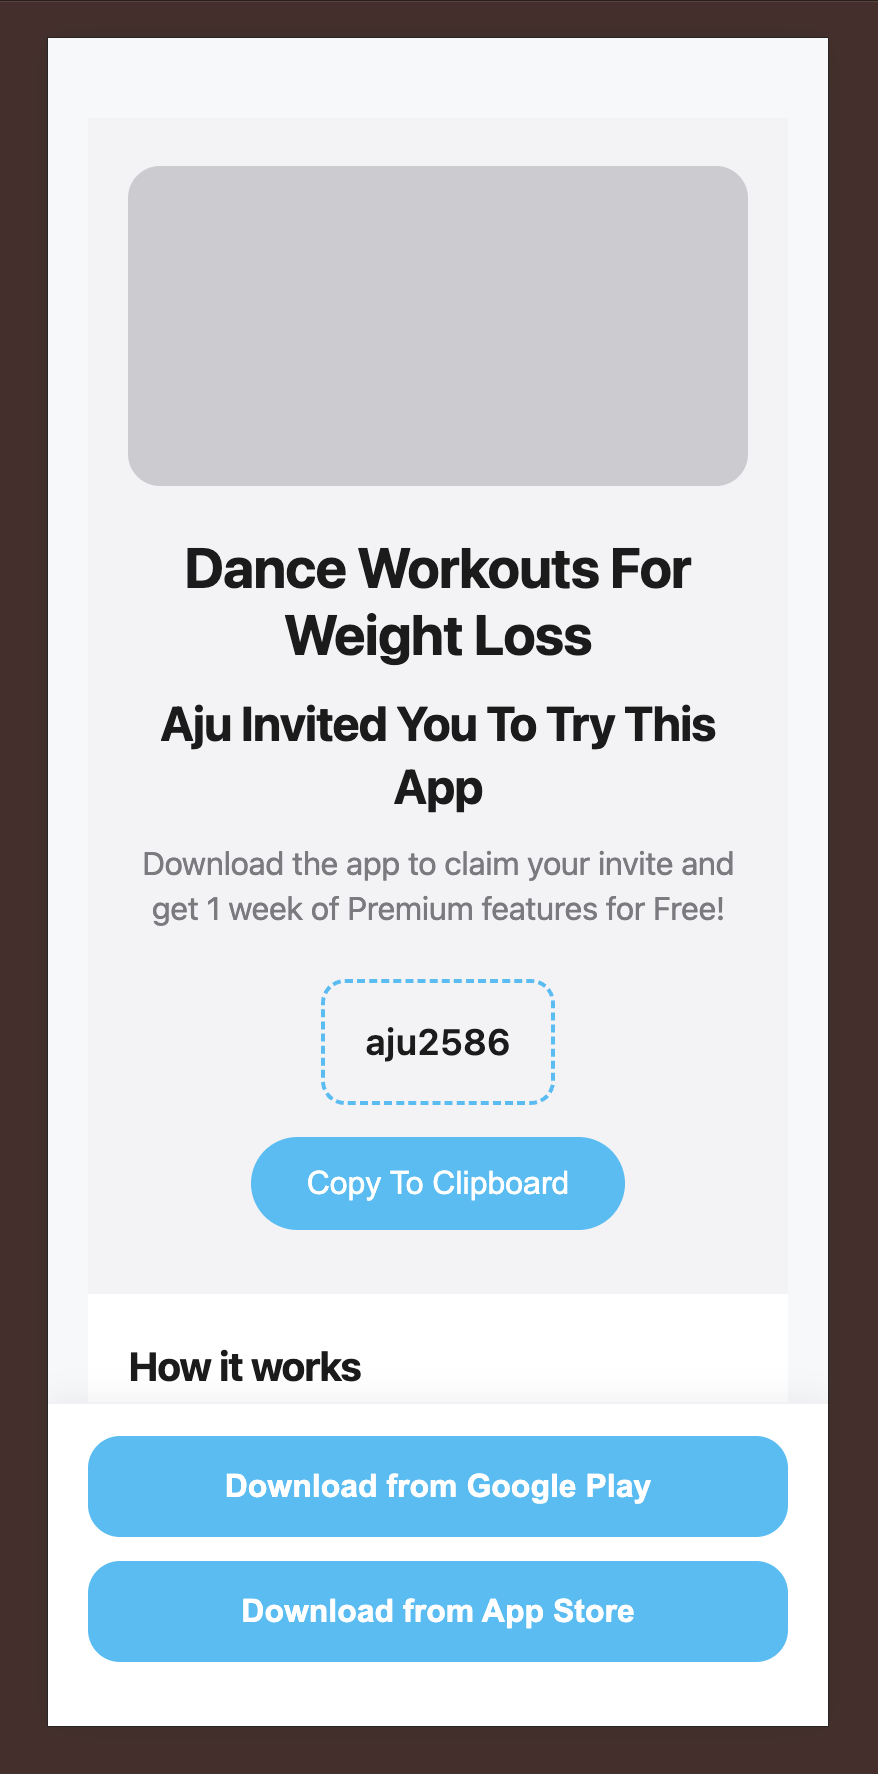 Dance Workouts For
Weight Loss
Aju Invited You To Try This
App
Download the app to claim your invite and
get 1 week of Premium features for Free!
aju2586
Copy To Clipboard
How it works
Download from Google Play
Download from App Store